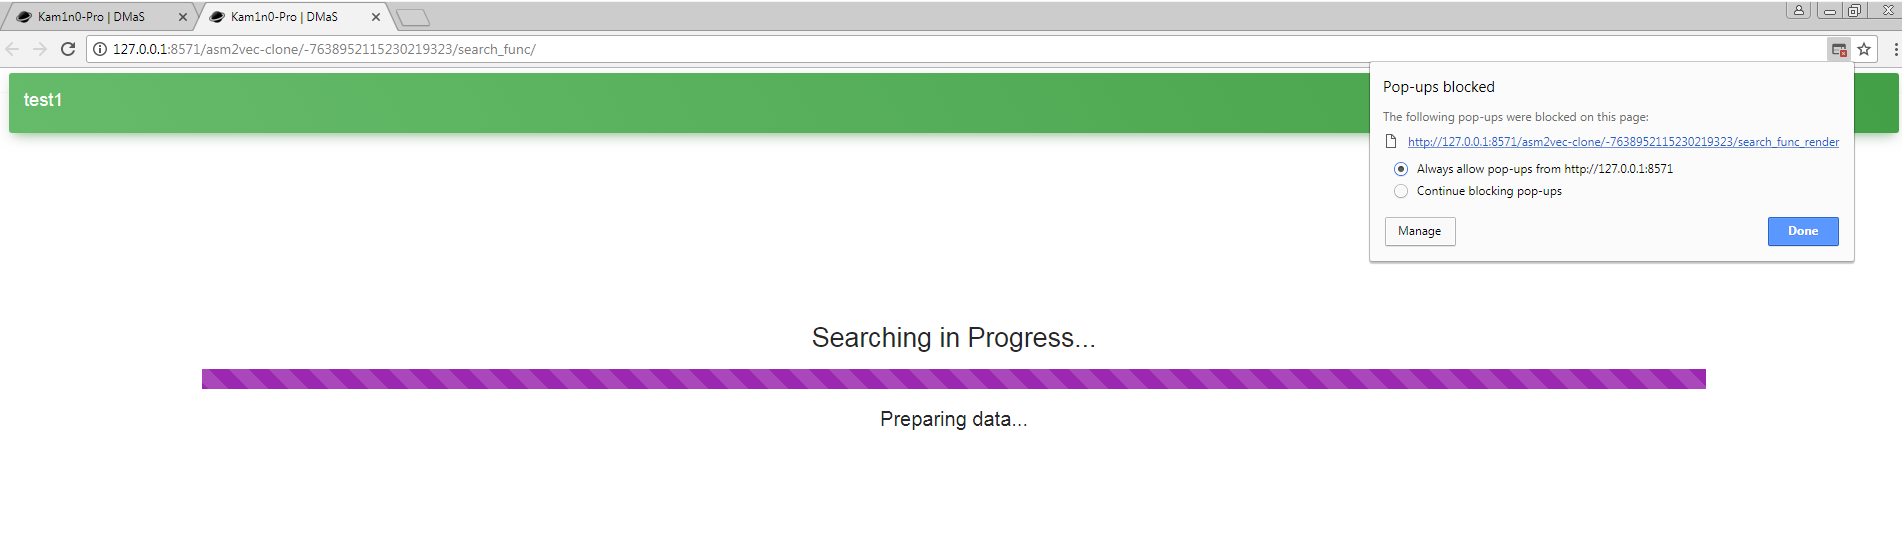 Kam1n0-Pro | DMaS
Kam1n0-Pro | DMaS
127.0.0.1:8571/asm2vec-clone/-7638952115230219323/search_func/
test1
Pop-ups blocked
The following pop-ups were blocked on this page:
http://127.0.0.1:8571/asm2vec-clone/-7638952115230219323/search_func_render
Always allow pop-ups from http://127.0.0.1:8571
Continue blocking pop-ups
Manage
Done
Searching in Progress...
Preparing data...